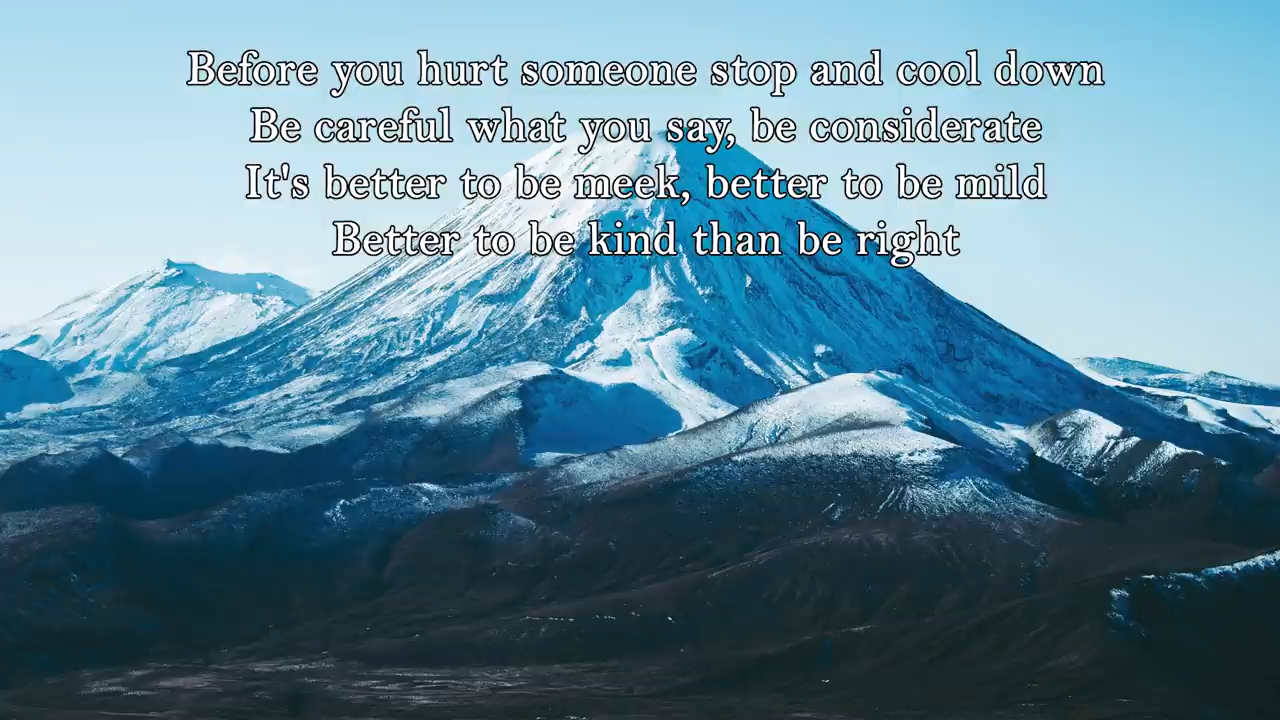 Before you hurt someone stop and cool down
Be careful what you say, be considerate
It's better to be meek, better to be mild
Better to be kind than be right